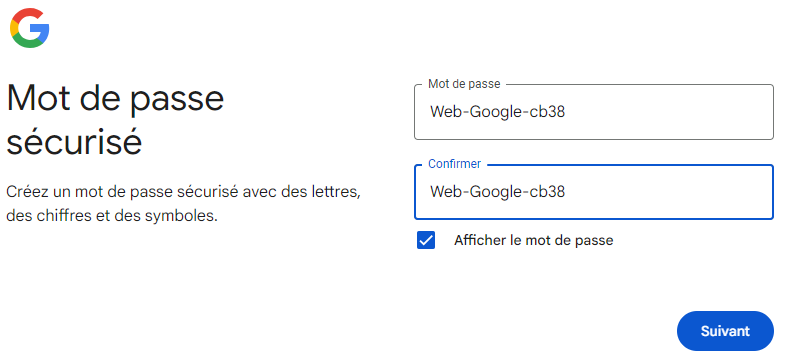 Mot de passe
sécurisé
Créez un mot de passe sécurisé avec des lettres,
des chiffres et des symboles.
Mot de passe
Web-Google-cb38
Confirmer
Web-Google-cb38
Afficher le mot de passe
Suivant